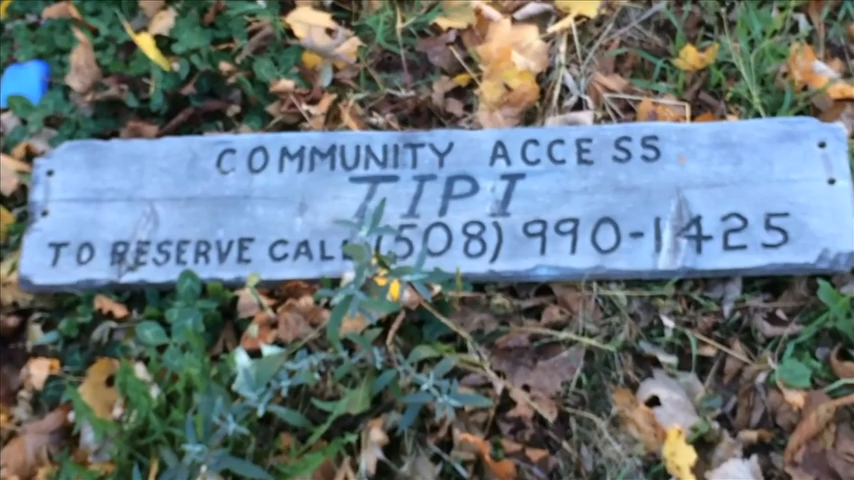 COMMUNITY ACCESS
TIPI
TO RESERVE CALL (508) 990-1425